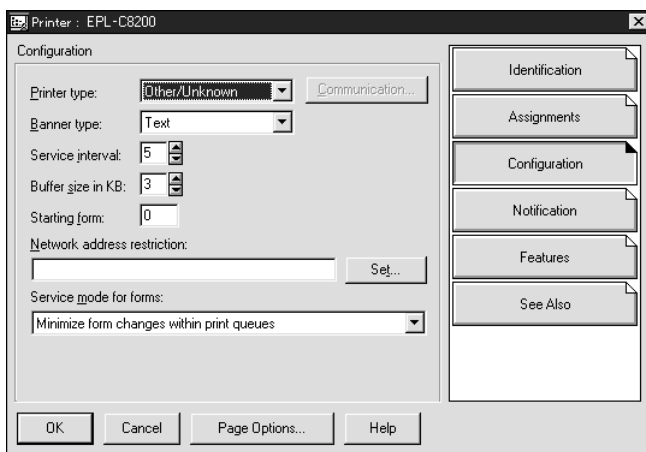 Printer : EPL-C8200
Configuration
Printer type: Other/Unknown Communication...
Banner type: Text
Service interval: 5
Buffer size in KB: 3
Starting form: 0
Network address restriction:
Set...
Service mode for forms:
Minimize form changes within print queues
OK Cancel Page Options... Help
Identification
Assignments
Configuration
Notification
Features
See Also